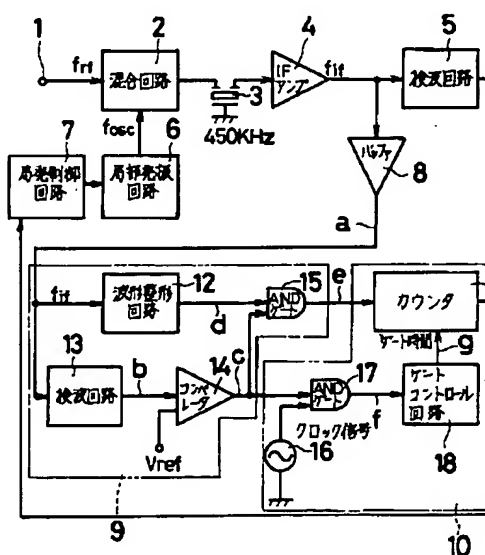 1
2
4
5
frf
混合回路
IF
アンプ
fif
検波回路
3
450KHz
fosc
7
6
局発制御
回路
局部発振
回路
バッファ
8
a
12
15
fif
波形整形
回路
d
AND
ゲート
e
カウンタ
13
14
c
17
ゲート時間
g
検波回路
b
コンパ
レータ
AND
ゲート
f
ゲート
コントロール
回路
クロック信号
16
Vref
18
9
10